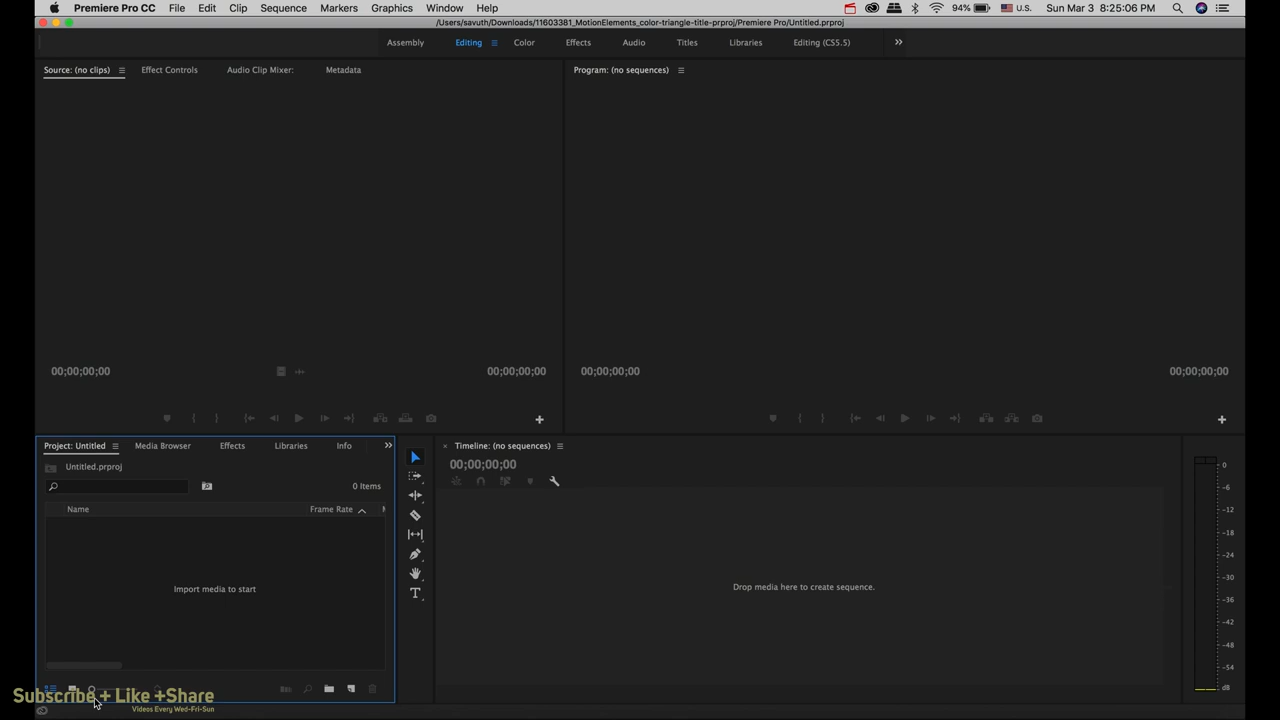 Premiere Pro CC File Edit Clip Sequence Markers Graphics Window Help 94% U.S. Sun Mar 3 8:25:06 PM
/Users/savuth/Downloads/11603381_MotionElements_color-triangle-title-prproj/Premiere Pro/Untitled.prproj
Assembly Editing Color Effects Audio Titles Libraries Editing (CS5.5)
Source: (no clips) Effect Controls Audio Clip Mixer: Metadata Program: (no sequences)
00;00;00;00 00;00;00;00 00;00;00;00 00;00;00;00
Project: Untitled Media Browser Effects Libraries Info Timeline: (no sequences)
00;00;00;00
Untitled.prproj
0 Items
Name Frame Rate
Import media to start
Drop media here to create sequence.
0
-6
-12
-18
-24
-30
-36
-42
-48
-54
dB
Subscribe + Like +Share
Videos Every Wed-Fri-Sun